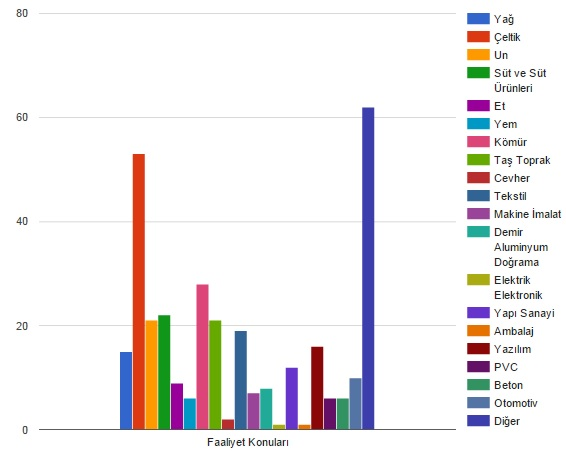 80
60
40
20
0
Faaliyet Konuları
Yağ
Çeltik
Un
Süt ve Süt
Ürünleri
Et
Yem
Kömür
Taş Toprak
Cevher
Tekstil
Makine İmalat
Demir
Aluminyum
Doğrama
Elektrik
Elektronik
Yapı Sanayi
Ambalaj
Yazılım
PVC
Beton
Otomotiv
Diğer